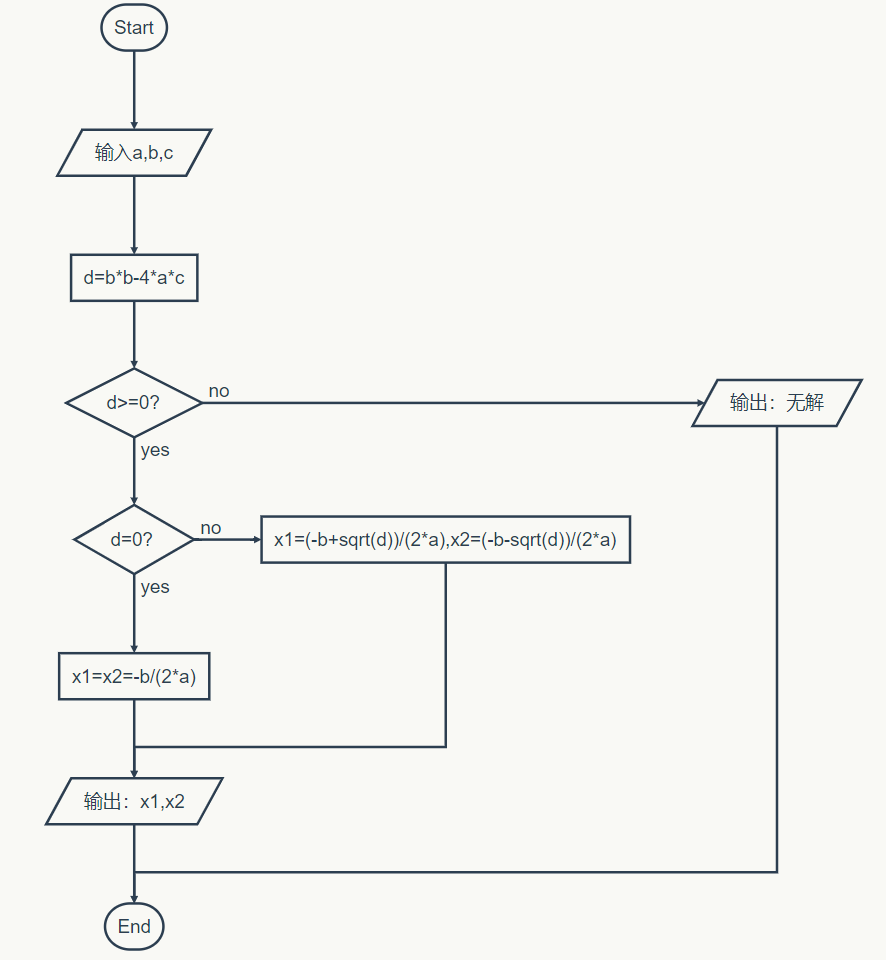 Start
输入a,b,c
d=b*b-4*a*c
d>=0?
no
输出：无解
yes
d=0?
no
x1=(-b+sqrt(d))/(2*a),x2=(-b-sqrt(d))/(2*a)
yes
x1=x2=-b/(2*a)
输出：x1,x2
End